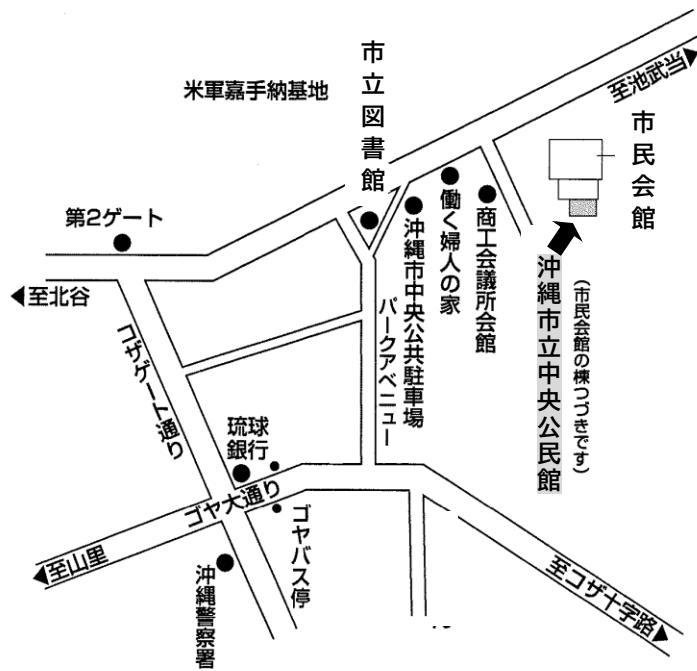 米軍嘉手納基地
市立図書館
至池武当
市民会館
第2ゲート
働く婦人の家
商工会議所会館
沖縄市中央公共駐車場
沖縄市立中央公民館
(市民会館の棟つづきです)
至北谷
コザゲート通り
パークアベニュー
琉球
銀行
ゴヤ大通り
ゴヤバス停
至山里
沖縄警察署
至コザ十字路